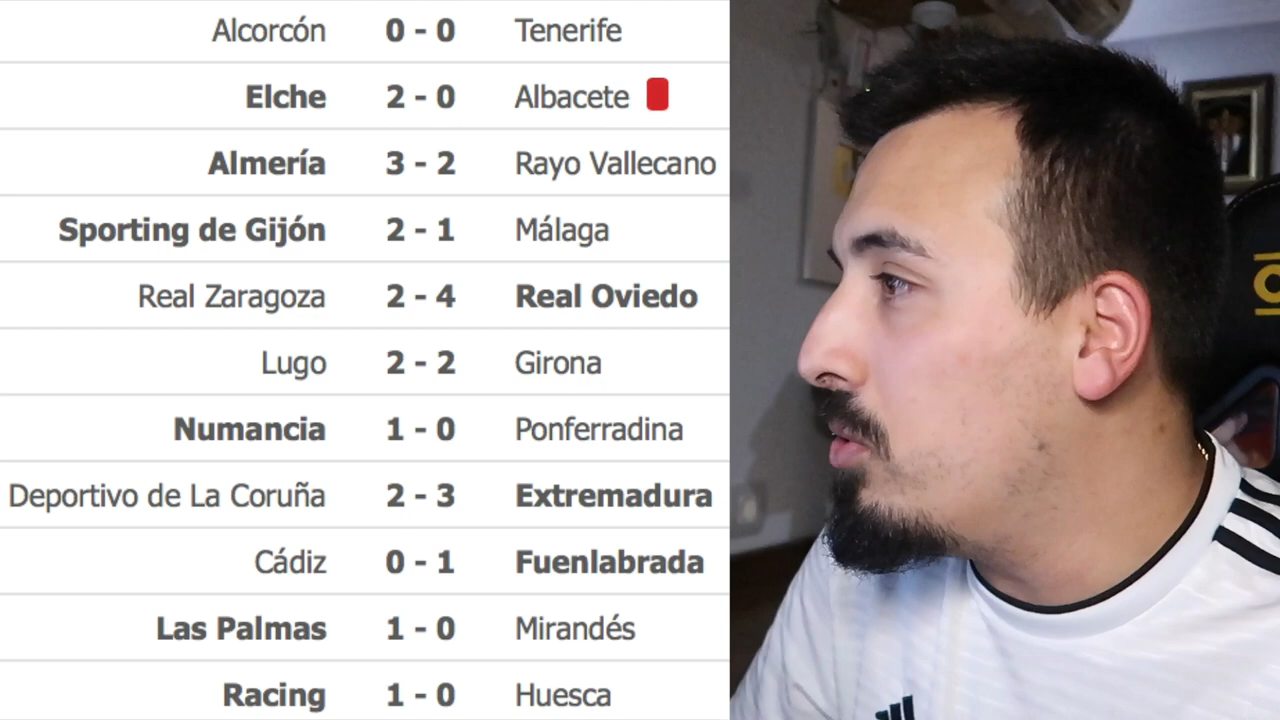 Alcorcón 0 - 0 Tenerife
Elche 2 - 0 Albacete
Almería 3 - 2 Rayo Vallecano
Sporting de Gijón 2 - 1 Málaga
Real Zaragoza 2 - 4 Real Oviedo
Lugo 2 - 2 Girona
Numancia 1 - 0 Ponferradina
Deportivo de La Coruña 2 - 3 Extremadura
Cádiz 0 - 1 Fuenlabrada
Las Palmas 1 - 0 Mirandés
Racing 1 - 0 Huesca